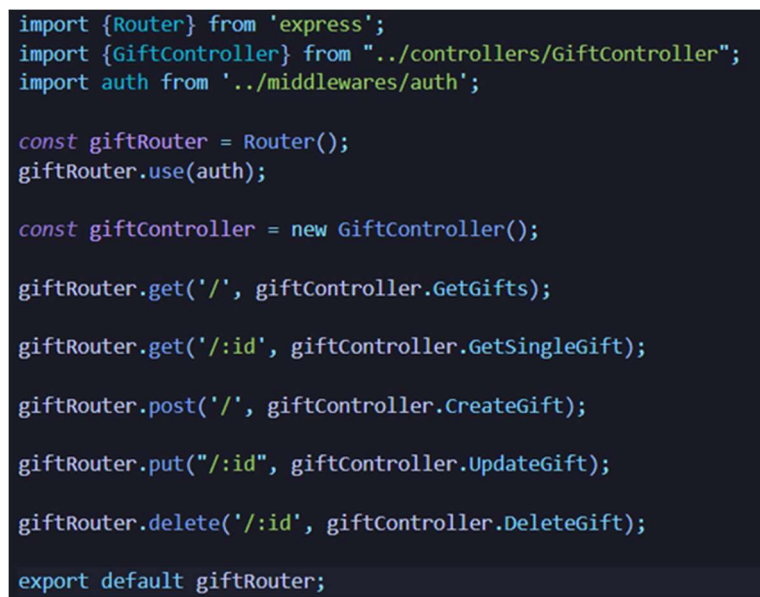 import {Router} from 'express';
import {GiftController} from "../controllers/GiftController";
import auth from '../middlewares/auth';
const giftRouter = Router();
giftRouter.use(auth);
const giftController = new GiftController();
giftRouter.get('/', giftController.GetGifts);
giftRouter.get('/:id', giftController.GetSingleGift);
giftRouter.post('/', giftController.CreateGift);
giftRouter.put("/:id", giftController.UpdateGift);
giftRouter.delete('/:id', giftController.DeleteGift);
export default giftRouter;